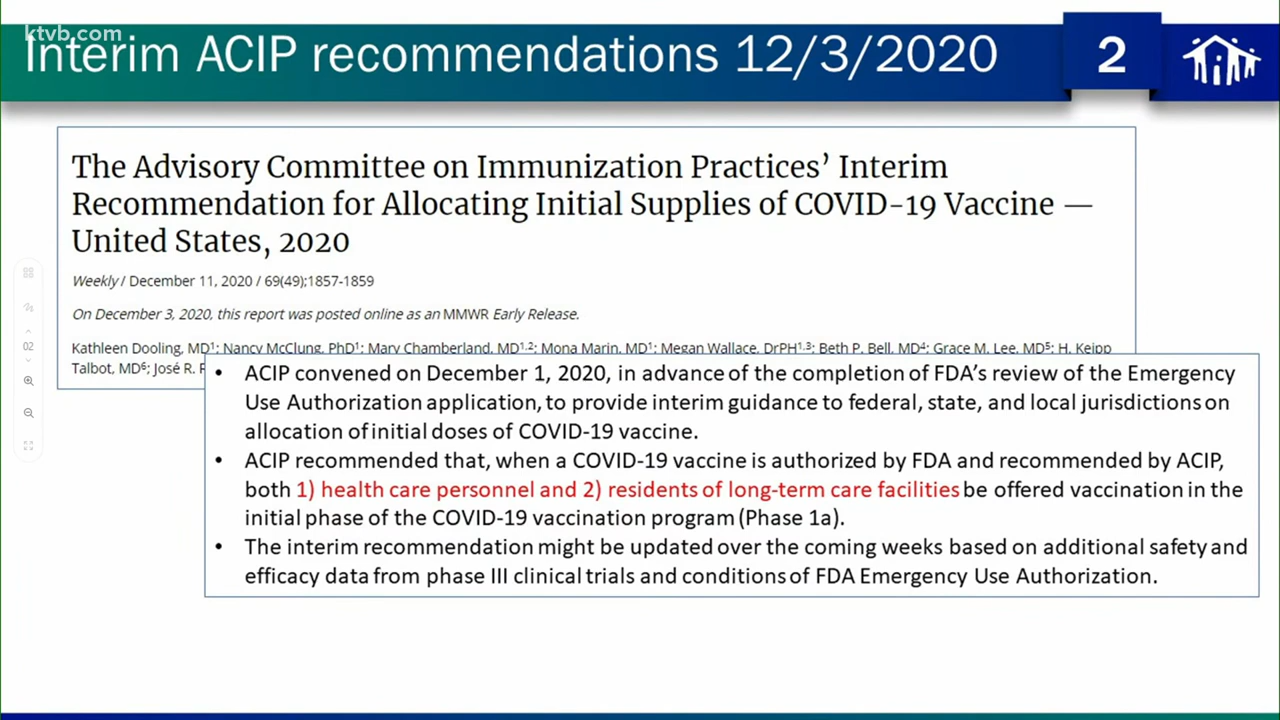 ktvb.com
Interim ACIP recommendations 12/3/2020
2
The Advisory Committee on Immunization Practices’ Interim
Recommendation for Allocating Initial Supplies of COVID-19 Vaccine —
United States, 2020
Weekly / December 11, 2020 / 69(49);1857-1859
On December 3, 2020, this report was posted online as an MMWR Early Release.
Kathleen Dooling, MD¹; Nancy McClung, PhD¹; Mary Chamberland, MD¹,²; Mona Marin, MD¹; Megan Wallace, DrPH¹,³; Beth P. Bell, MD⁴; Grace M. Lee, MD⁵; H. Keipp
Talbot, MD⁶; José R.
• ACIP convened on December 1, 2020, in advance of the completion of FDA’s review of the Emergency
Use Authorization application, to provide interim guidance to federal, state, and local jurisdictions on
allocation of initial doses of COVID-19 vaccine.
• ACIP recommended that, when a COVID-19 vaccine is authorized by FDA and recommended by ACIP,
both 1) health care personnel and 2) residents of long-term care facilities be offered vaccination in the
initial phase of the COVID-19 vaccination program (Phase 1a).
• The interim recommendation might be updated over the coming weeks based on additional safety and
efficacy data from phase III clinical trials and conditions of FDA Emergency Use Authorization.
02